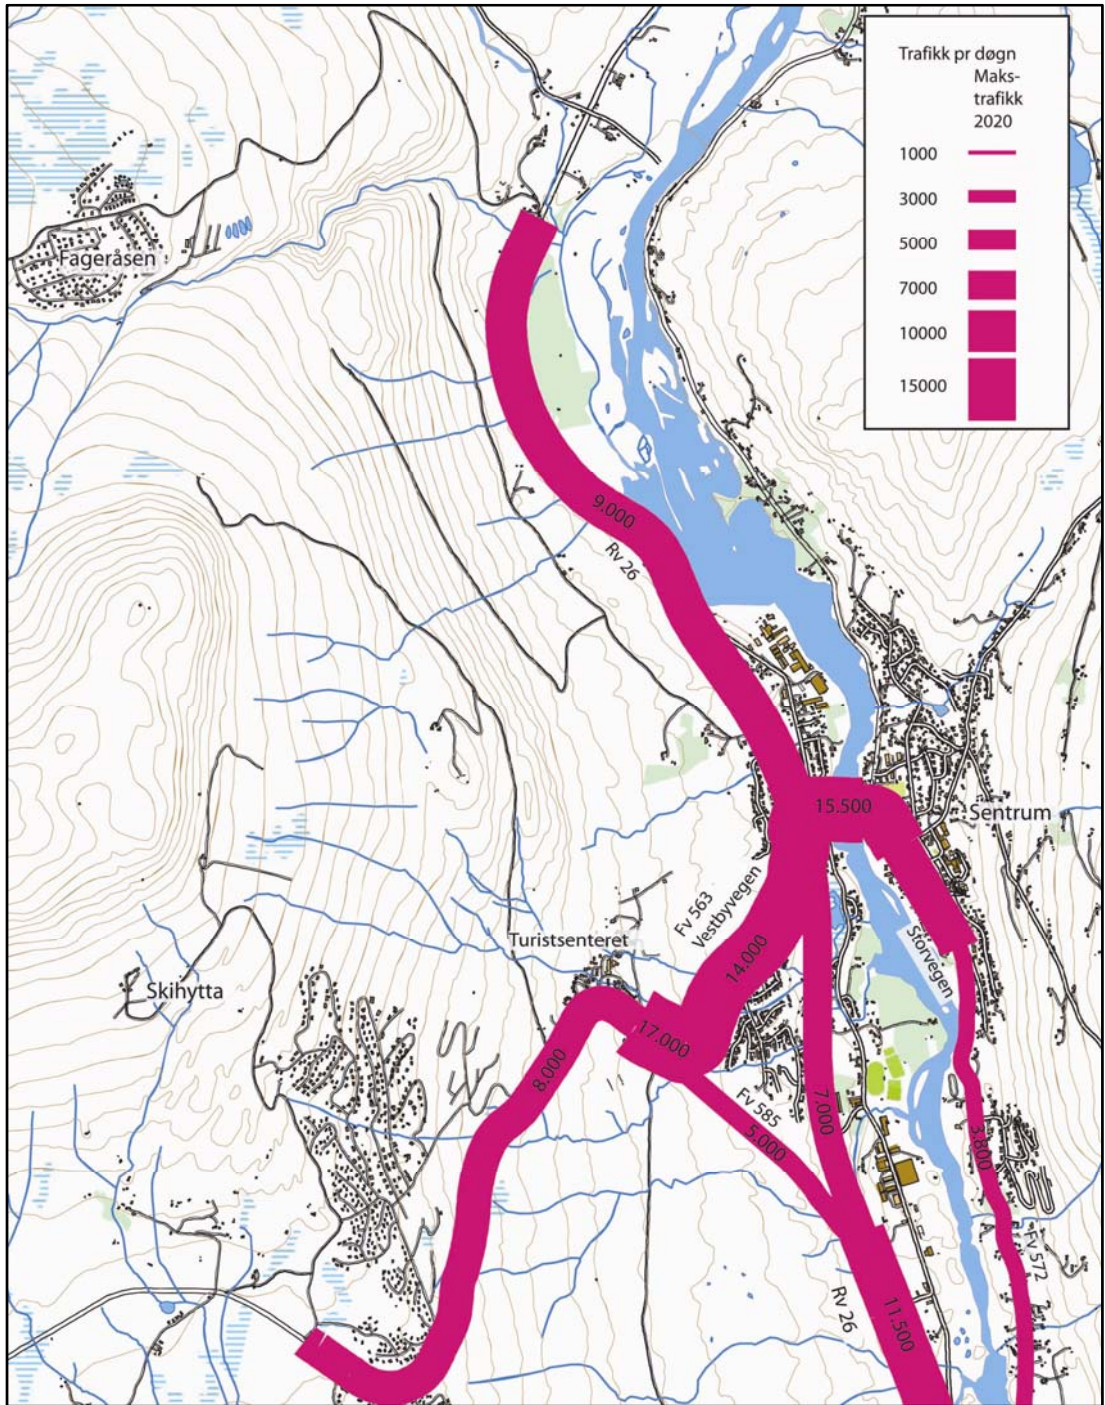 Trafikk pr døgn
Maks-
trafikk
2020
1000
3000
5000
7000
10000
15000
Fageråsen
9.000
Rv 26
15.500
Sentrum
Fv 563
Vestbyvegen
Storvegen
14.000
Turistsenteret
Skihytta
17.000
8.000
Fv 585
5.000
7.000
3.800
Fv 572
Rv 26
11.500